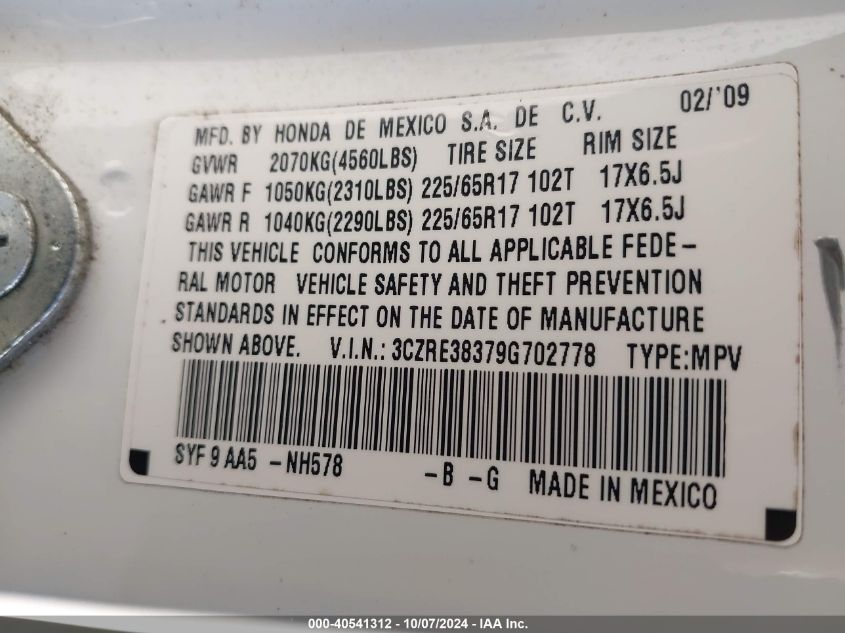 MFD. BY HONDA DE MEXICO S.A. DE C.V. 02/'09
GVWR 2070KG(4560LBS) TIRE SIZE RIM SIZE
GAWR F 1050KG(2310LBS) 225/65R17 102T 17X6.5J
GAWR R 1040KG(2290LBS) 225/65R17 102T 17X6.5J
THIS VEHICLE CONFORMS TO ALL APPLICABLE FEDE-
RAL MOTOR VEHICLE SAFETY AND THEFT PREVENTION
STANDARDS IN EFFECT ON THE DATE OF MANUFACTURE
SHOWN ABOVE. V.I.N.: 3CZRE38379G702778 TYPE:MPV
SYF 9 AA5 -NH578 -B -G MADE IN MEXICO
000-40541312 - 10/07/2024 - IAA Inc.